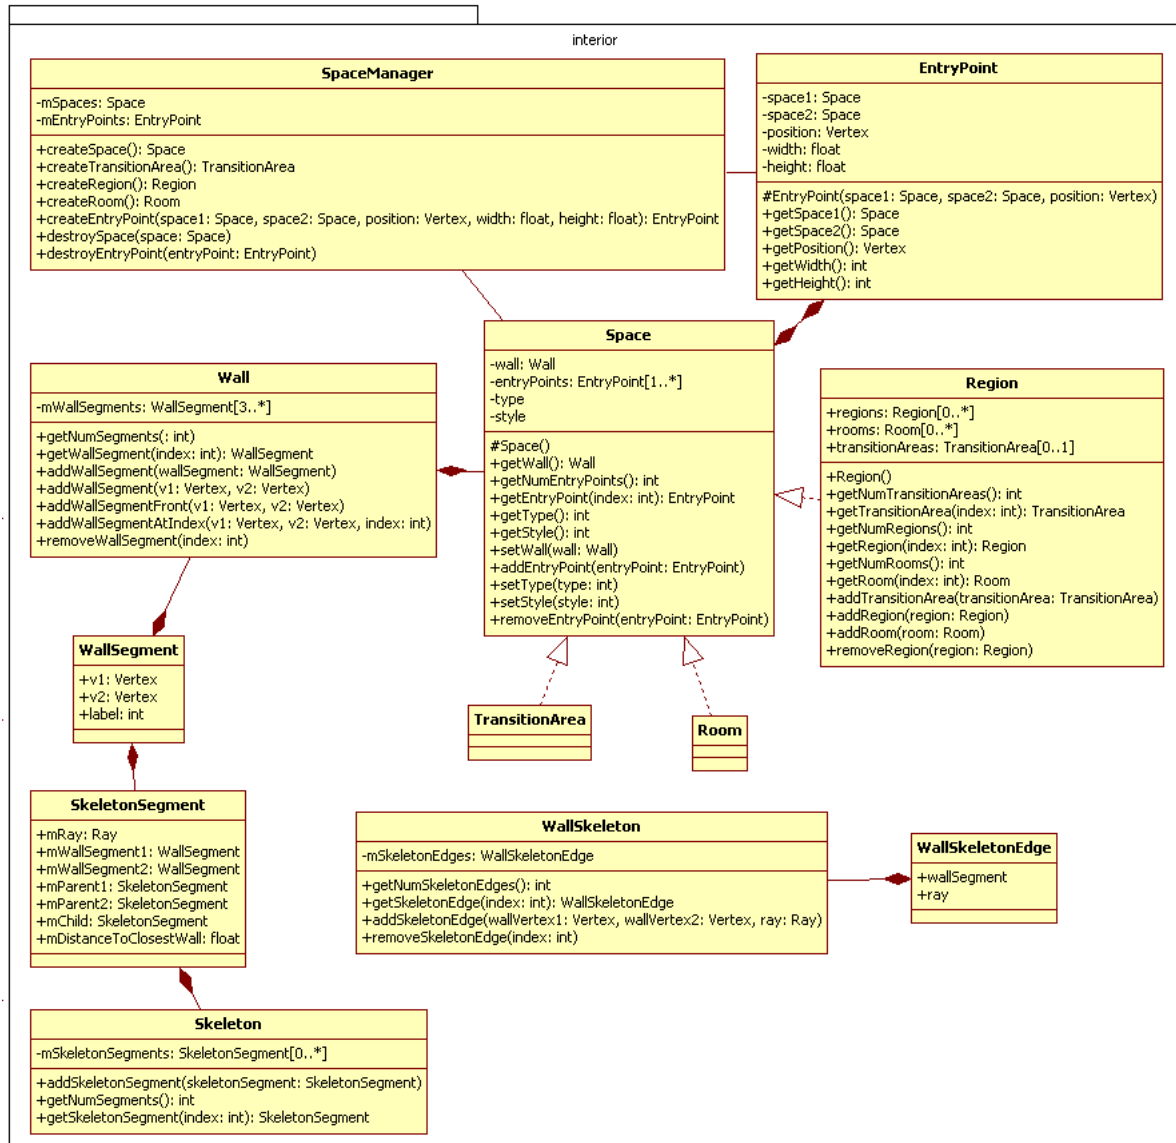 interior
SpaceManager
-mSpaces: Space
-mEntryPoints: EntryPoint
+createSpace(): Space
+createTransitionArea(): TransitionArea
+createRegion(): Region
+createRoom(): Room
+createEntryPoint(space1: Space, space2: Space, position: Vertex, width: float, height: float): EntryPoint
+destroySpace(space: Space)
+destroyEntryPoint(entryPoint: EntryPoint)
EntryPoint
-space1: Space
-space2: Space
-position: Vertex
-width: float
-height: float
#EntryPoint(space1: Space, space2: Space, position: Vertex)
+getSpace1(): Space
+getSpace2(): Space
+getPosition(): Vertex
+getWidth(): int
+getHeight(): int
Space
-wall: Wall
-entryPoints: EntryPoint[1..*]
-type
-style
#Space()
+getWall(): Wall
+getNumEntryPoints(): int
+getEntryPoint(index: int): EntryPoint
+getType(): int
+getStyle(): int
+setWall(wall: Wall)
+addEntryPoint(entryPoint: EntryPoint)
+setType(type: int)
+setStyle(style: int)
+removeEntryPoint(entryPoint: EntryPoint)
Wall
-mWallSegments: WallSegment[3..*]
+getNumSegments(: int)
+getWallSegment(index: int): WallSegment
+addWallSegment(wallSegment: WallSegment)
+addWallSegment(v1: Vertex, v2: Vertex)
+addWallSegmentFront(v1: Vertex, v2: Vertex)
+addWallSegmentAtIndex(v1: Vertex, v2: Vertex, index: int)
+removeWallSegment(index: int)
Region
+regions: Region[0..*]
+rooms: Room[0..*]
+transitionAreas: TransitionArea[0..1]
+Region()
+getNumTransitionAreas(): int
+getTransitionArea(index: int): TransitionArea
+getNumRegions(): int
+getRegion(index: int): Region
+getNumRooms(): int
+getRoom(index: int): Room
+addTransitionArea(transitionArea: TransitionArea)
+addRegion(region: Region)
+addRoom(room: Room)
+removeRegion(region: Region)
WallSegment
+v1: Vertex
+v2: Vertex
+label: int
TransitionArea
Room
SkeletonSegment
+mRay: Ray
+mWallSegment1: WallSegment
+mWallSegment2: WallSegment
+mParent1: SkeletonSegment
+mParent2: SkeletonSegment
+mChild: SkeletonSegment
+mDistanceToClosestWall: float
WallSkeleton
-mSkeletonEdges: WallSkeletonEdge
+getNumSkeletonEdges(): int
+getSkeletonEdge(index: int): WallSkeletonEdge
+addSkeletonEdge(wallVertex1: Vertex, wallVertex2: Vertex, ray: Ray)
+removeSkeletonEdge(index: int)
WallSkeletonEdge
+wallSegment
+ray
Skeleton
-mSkeletonSegments: SkeletonSegment[0..*]
+addSkeletonSegment(skeletonSegment: SkeletonSegment)
+getNumSegments(): int
+getSkeletonSegment(index: int): SkeletonSegment